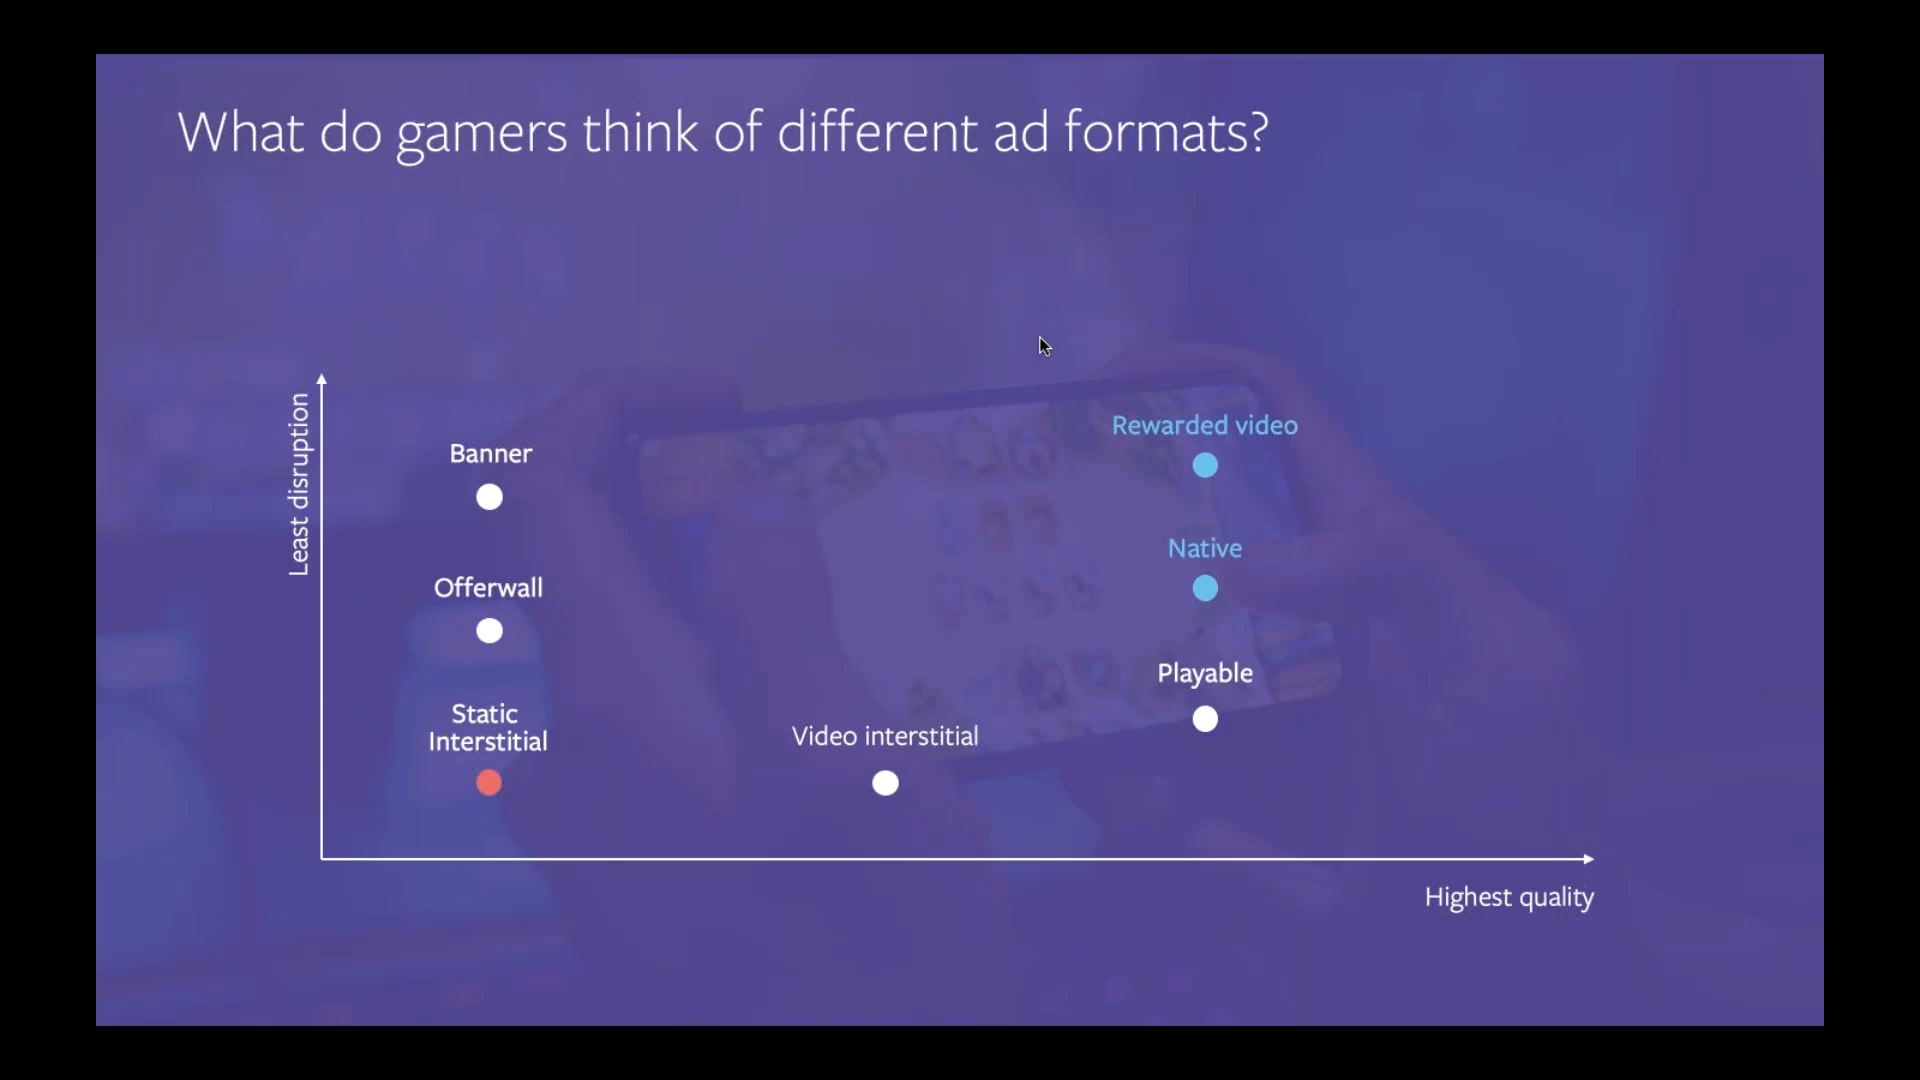 What do gamers think of different ad formats?
Least disruption
Banner
Offerwall
Static
Interstitial
Video interstitial
Rewarded video
Native
Playable
Highest quality